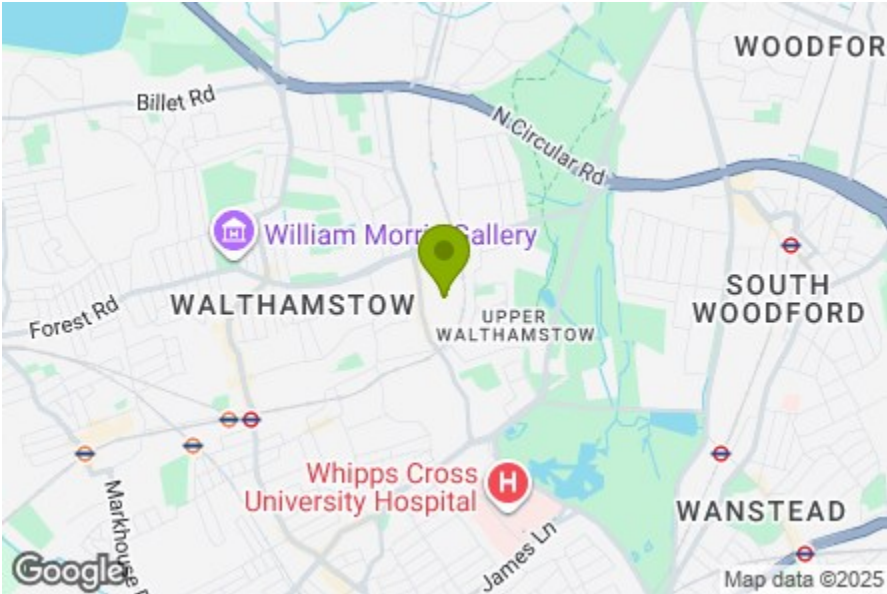 WOODFOR
Billet Rd
N Circular Rd
William Morris Gallery
SOUTH
WOODFORD
Forest Rd
WALTHAMSTOW
UPPER
WALTHAMSTOW
Whipps Cross
University Hospital
H
Markhouse
WANSTEAD
James Ln
Google
Map data ©2025